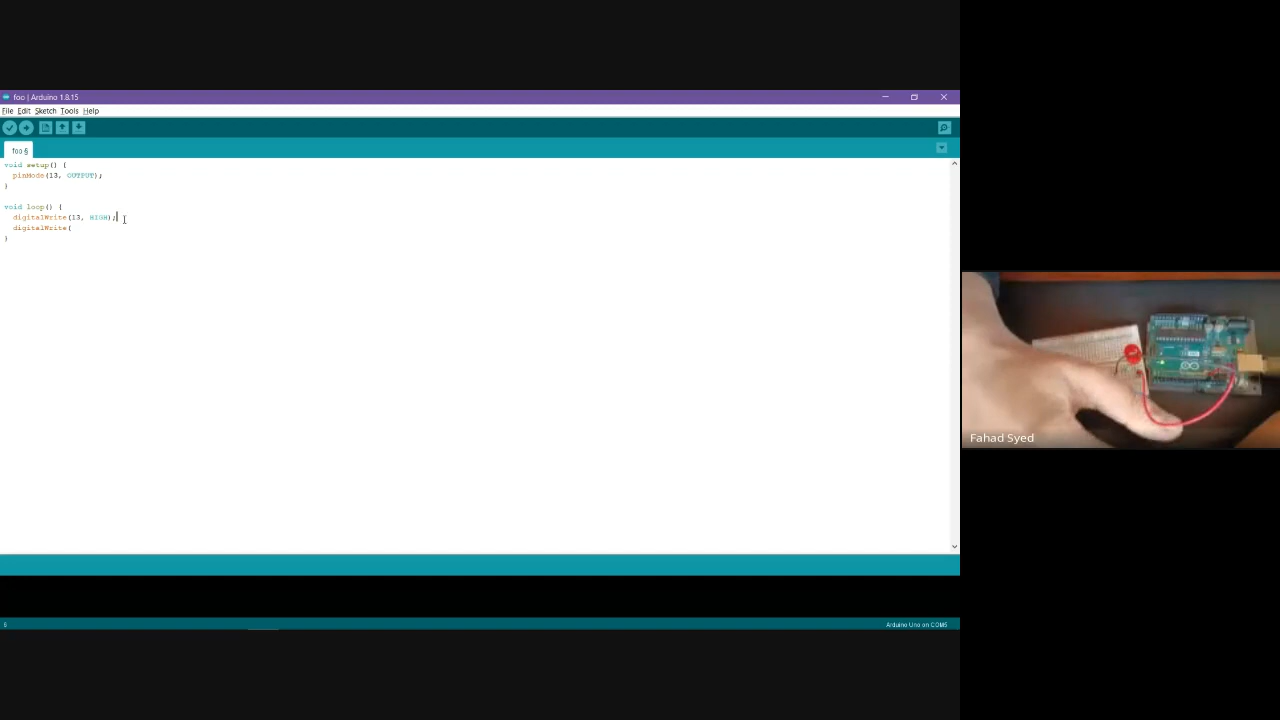 foo | Arduino 1.8.15
File Edit Sketch Tools Help
foo §
void setup() {
  pinMode(13, OUTPUT);
}
void loop() {
  digitalWrite(13, HIGH);
  digitalWrite(
}
Fahad Syed
Arduino Uno on COM5